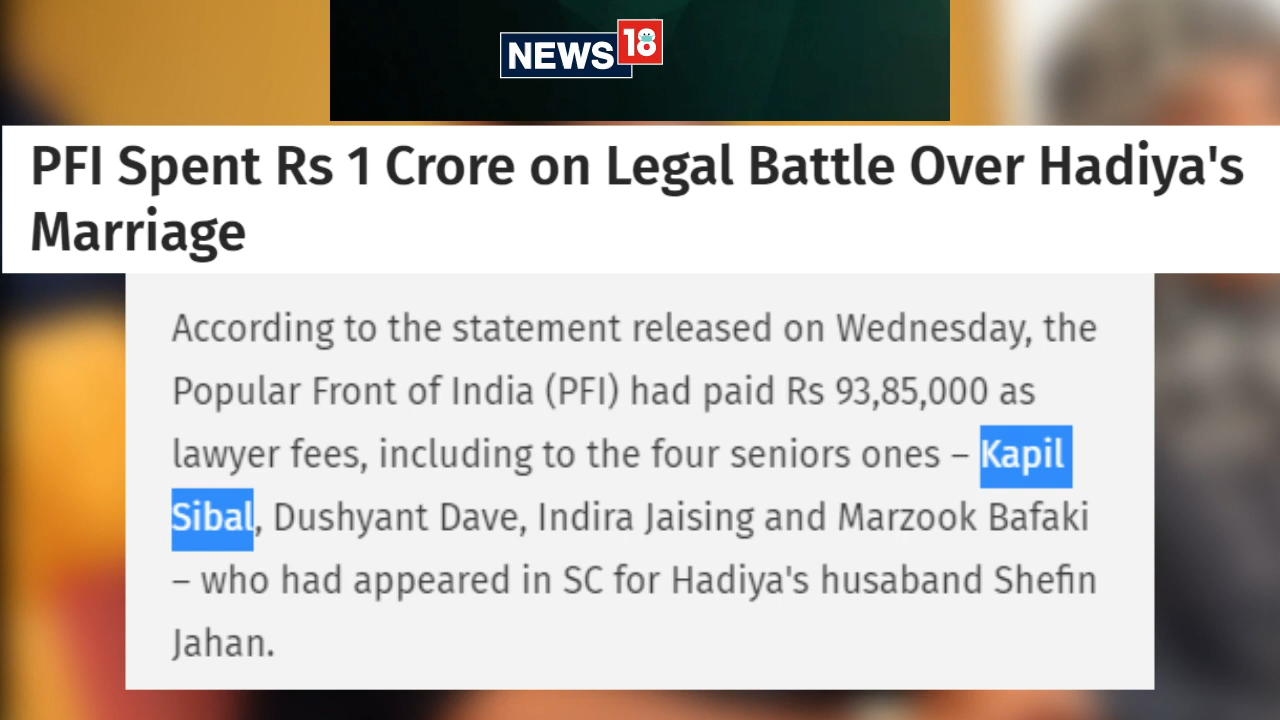 NEWS 18
PFI Spent Rs 1 Crore on Legal Battle Over Hadiya's
Marriage
According to the statement released on Wednesday, the
Popular Front of India (PFI) had paid Rs 93,85,000 as
lawyer fees, including to the four seniors ones – Kapil
Sibal, Dushyant Dave, Indira Jaising and Marzook Bafaki
– who had appeared in SC for Hadiya's husaband Shefin
Jahan.